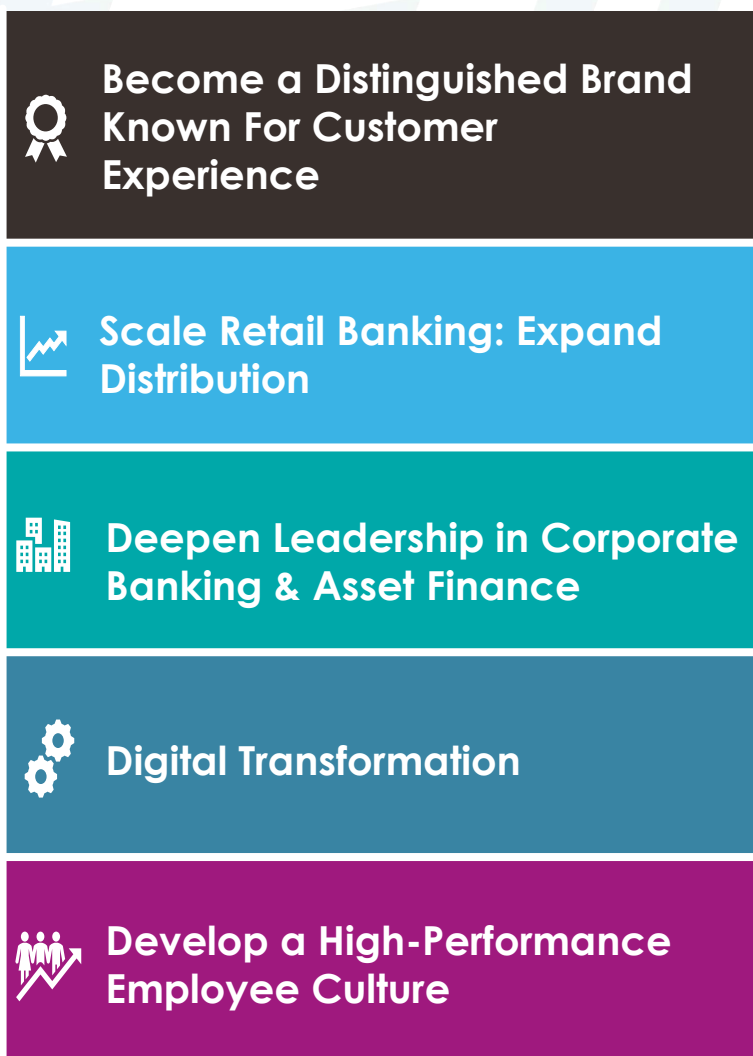 Become a Distinguished Brand
Known For Customer
Experience
Scale Retail Banking: Expand
Distribution
Deepen Leadership in Corporate
Banking & Asset Finance
Digital Transformation
Develop a High-Performance
Employee Culture